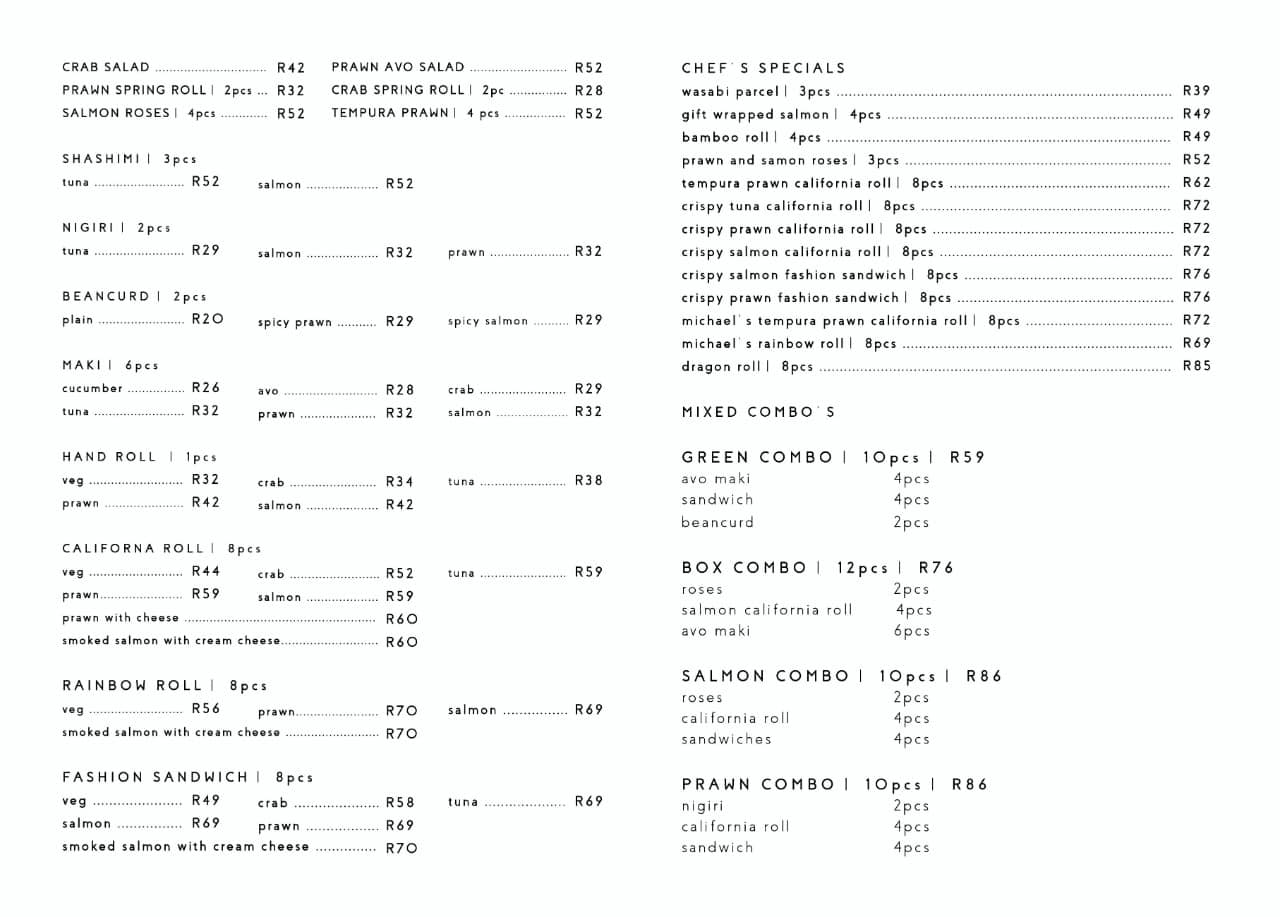 CRAB SALAD ............................... R42 PRAWN AVO SALAD ........................... R52
PRAWN SPRING ROLL | 2pcs ... R32 CRAB SPRING ROLL | 2pc ................ R28
SALMON ROSES | 4pcs ............. R52 TEMPURA PRAWN | 4 pcs ................. R52
SHASHIMI | 3pcs
tuna ......................... R52 salmon .................... R52
NIGIRI | 2pcs
tuna ......................... R29 salmon .................... R32 prawn ...................... R32
BEANCURD | 2pcs
plain ........................ R20 spicy prawn ........... R29 spicy salmon .......... R29
MAKI | 6pcs
cucumber ................ R26 avo .......................... R28 crab ........................ R29
tuna ......................... R32 prawn ..................... R32 salmon .................... R32
HAND ROLL | 1pcs
veg .......................... R32 crab ........................ R34 tuna ........................ R38
prawn ...................... R42 salmon .................... R42
CALIFORNA ROLL | 8pcs
veg .......................... R44 crab ......................... R52 tuna ........................ R59
prawn....................... R59 salmon .................... R59
prawn with cheese ..................................................... R60
smoked salmon with cream cheese........................... R60
RAINBOW ROLL | 8pcs
veg .......................... R56 prawn....................... R70 salmon ................ R69
smoked salmon with cream cheese .......................... R70
FASHION SANDWICH | 8pcs
veg ...................... R49 crab ..................... R58 tuna .................... R69
salmon ................ R69 prawn .................. R69
smoked salmon with cream cheese ............... R70
CHEF'S SPECIALS
wasabi parcel | 3pcs ................................................................................. R39
gift wrapped salmon | 4pcs ..................................................................... R49
bamboo roll | 4pcs .................................................................................... R49
prawn and samon roses | 3pcs ................................................................ R52
tempura prawn california roll | 8pcs ..................................................... R62
crispy tuna california roll | 8pcs ............................................................ R72
crispy prawn california roll | 8pcs .......................................................... R72
crispy salmon california roll | 8pcs ........................................................ R72
crispy salmon fashion sandwich | 8pcs .................................................. R76
crispy prawn fashion sandwich | 8pcs .................................................... R76
michael's tempura prawn california roll | 8pcs ................................... R72
michael's rainbow roll | 8pcs ................................................................. R69
dragon roll | 8pcs ..................................................................................... R85
MIXED COMBO'S
GREEN COMBO | 10pcs | R59
avo maki 4pcs
sandwich 4pcs
beancurd 2pcs
BOX COMBO | 12pcs | R76
roses 2pcs
salmon california roll 4pcs
avo maki 6pcs
SALMON COMBO | 10pcs | R86
roses 2pcs
california roll 4pcs
sandwiches 4pcs
PRAWN COMBO | 10pcs | R86
nigiri 2pcs
california roll 4pcs
sandwich 4pcs